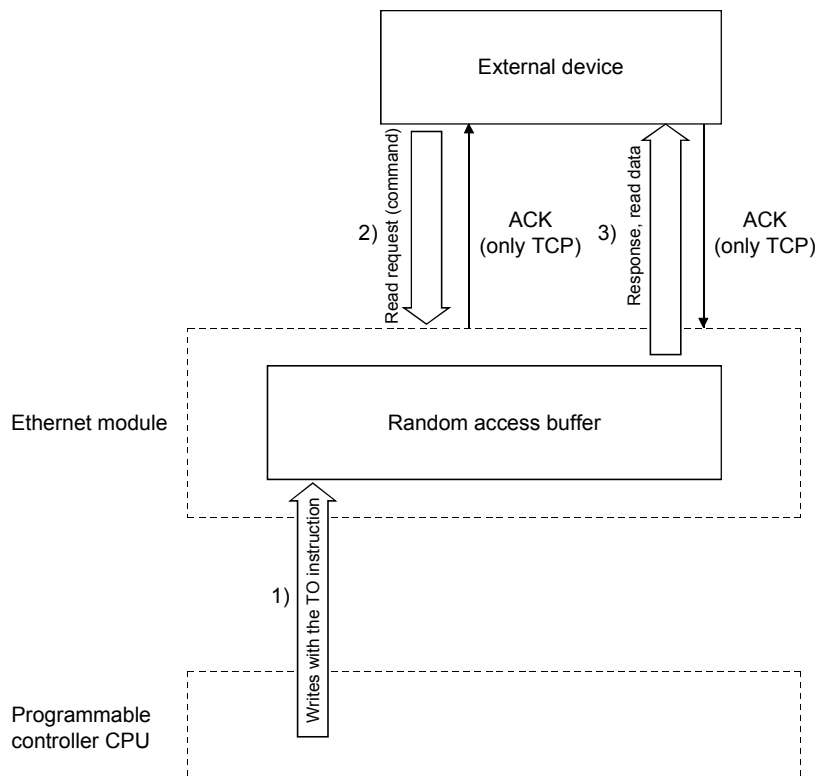 External device
2)
Read request (command)
ACK
(only TCP)
3)
Response, read data
ACK
(only TCP)
Ethernet module
Random access buffer
1)
Writes with the TO instruction
Programmable
controller CPU